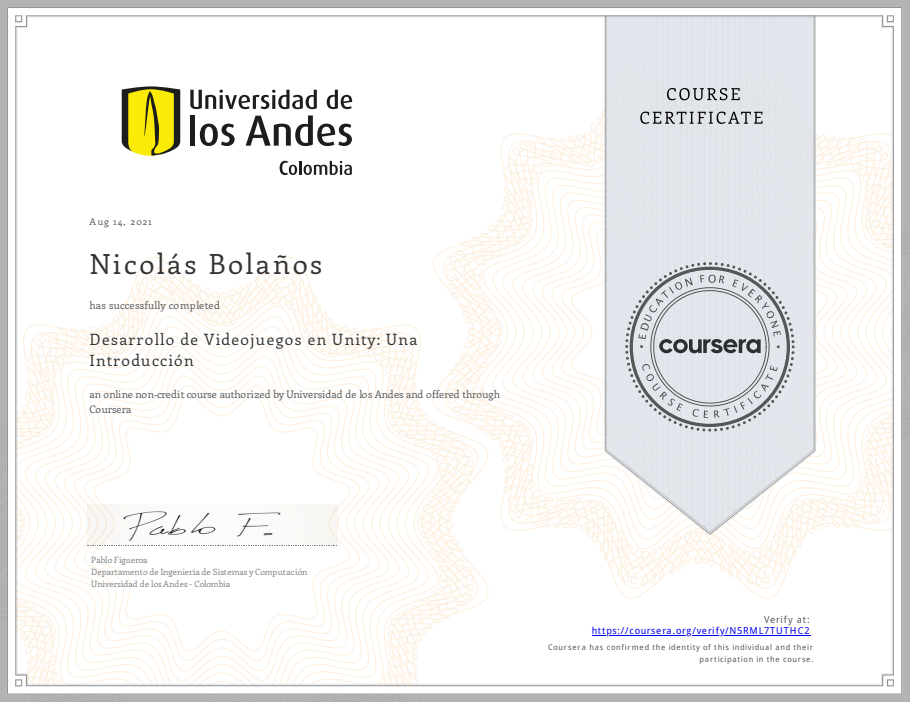 Universidad de
los Andes
Colombia
COURSE
CERTIFICATE
Aug 14, 2021
Nicolás Bolaños
has successfully completed
Desarrollo de Videojuegos en Unity: Una
Introducción
an online non-credit course authorized by Universidad de los Andes and offered through
Coursera
EDUCATION FOR EVERYONE
coursera
COURSE CERTIFICATE
Pablo F.
Pablo Figueroa
Departamento de Ingeniería de Sistemas y Computación
Universidad de los Andes - Colombia
Verify at:
https://coursera.org/verify/N5RML7TUTHC2
Coursera has confirmed the identity of this individual and their
participation in the course.